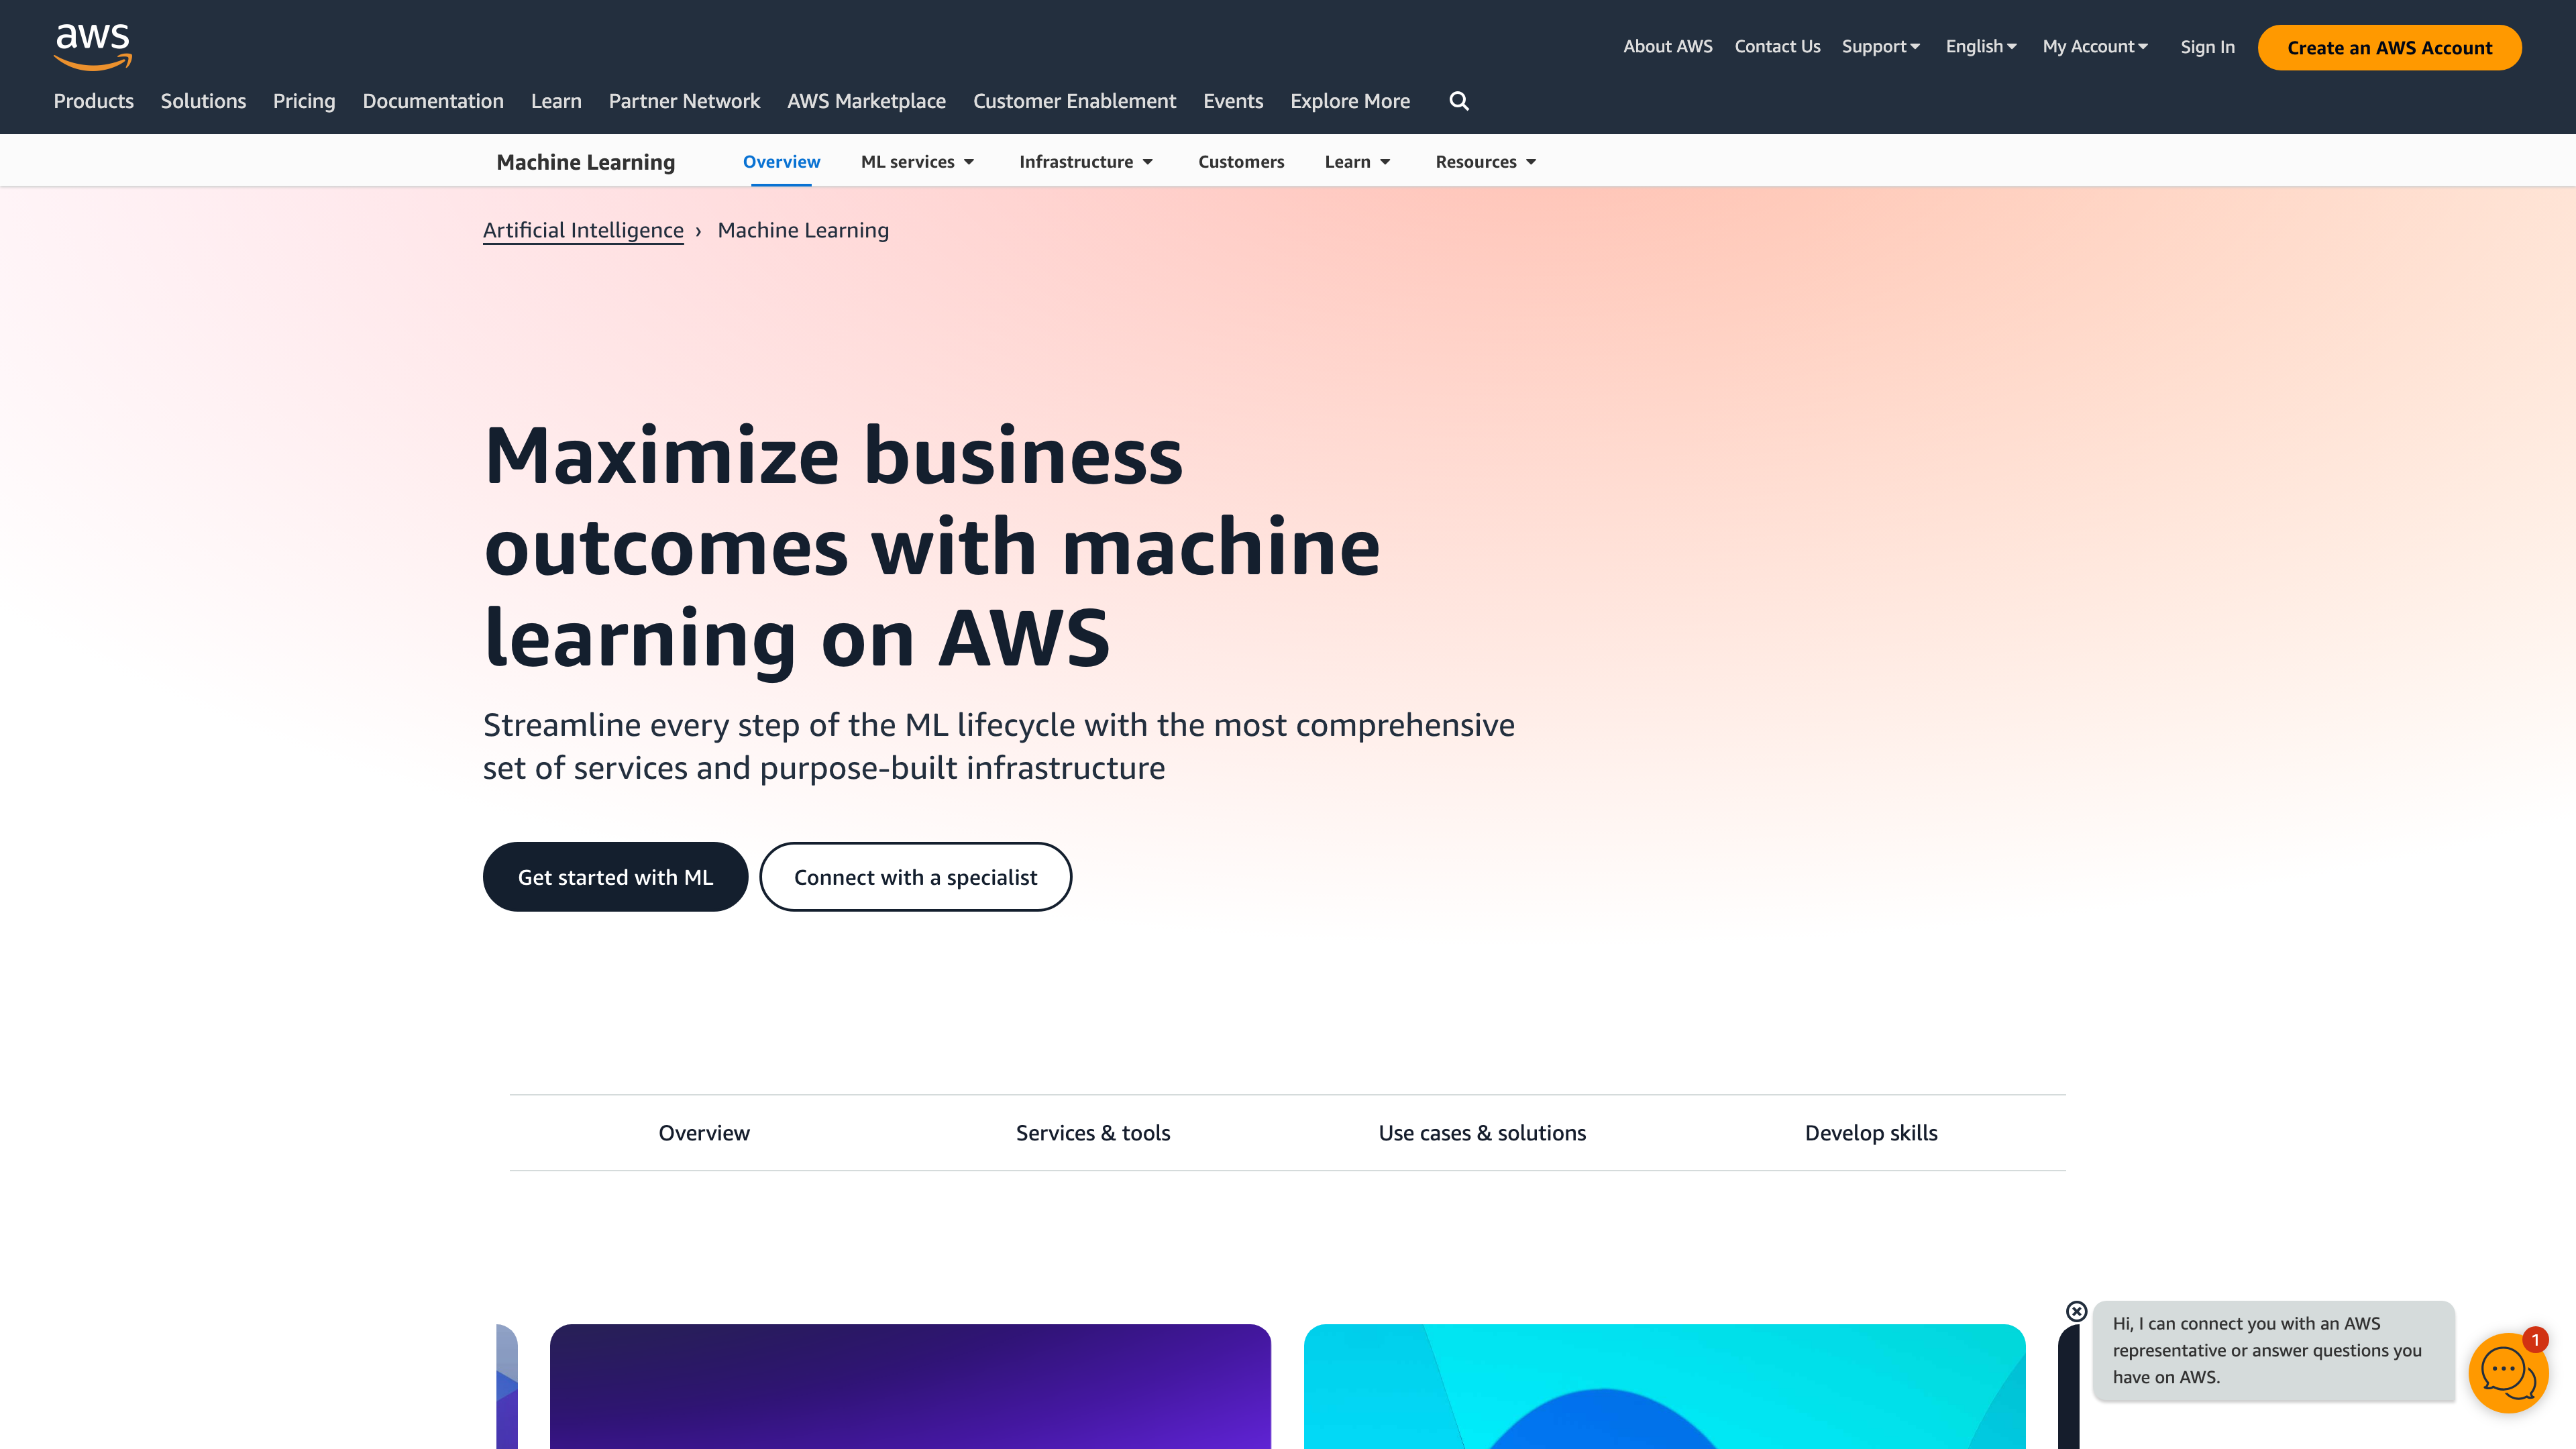 aws
About AWS Contact Us Support English My Account Sign In Create an AWS Account
Products Solutions Pricing Documentation Learn Partner Network AWS Marketplace Customer Enablement Events Explore More
Machine Learning Overview ML services Infrastructure Customers Learn Resources
Artificial Intelligence › Machine Learning
Maximize business
outcomes with machine
learning on AWS
Streamline every step of the ML lifecycle with the most comprehensive
set of services and purpose-built infrastructure
Get started with ML Connect with a specialist
Overview Services & tools Use cases & solutions Develop skills
Hi, I can connect you with an AWS
representative or answer questions you
have on AWS.
1